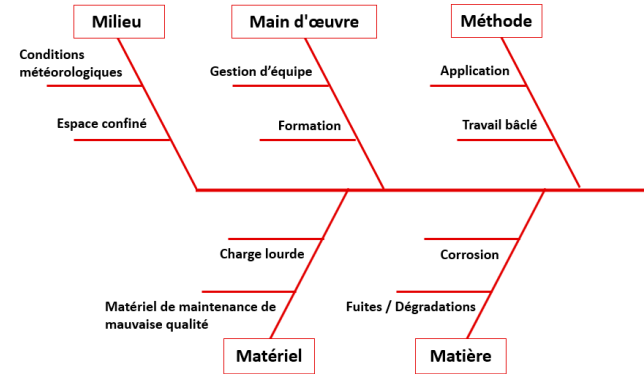 Milieu
Main d'œuvre
Méthode
Conditions
météorologiques
Gestion d’équipe
Application
Espace confiné
Formation
Travail bâclé
Charge lourde
Corrosion
Matériel de maintenance de
mauvaise qualité
Fuites / Dégradations
Matériel
Matière